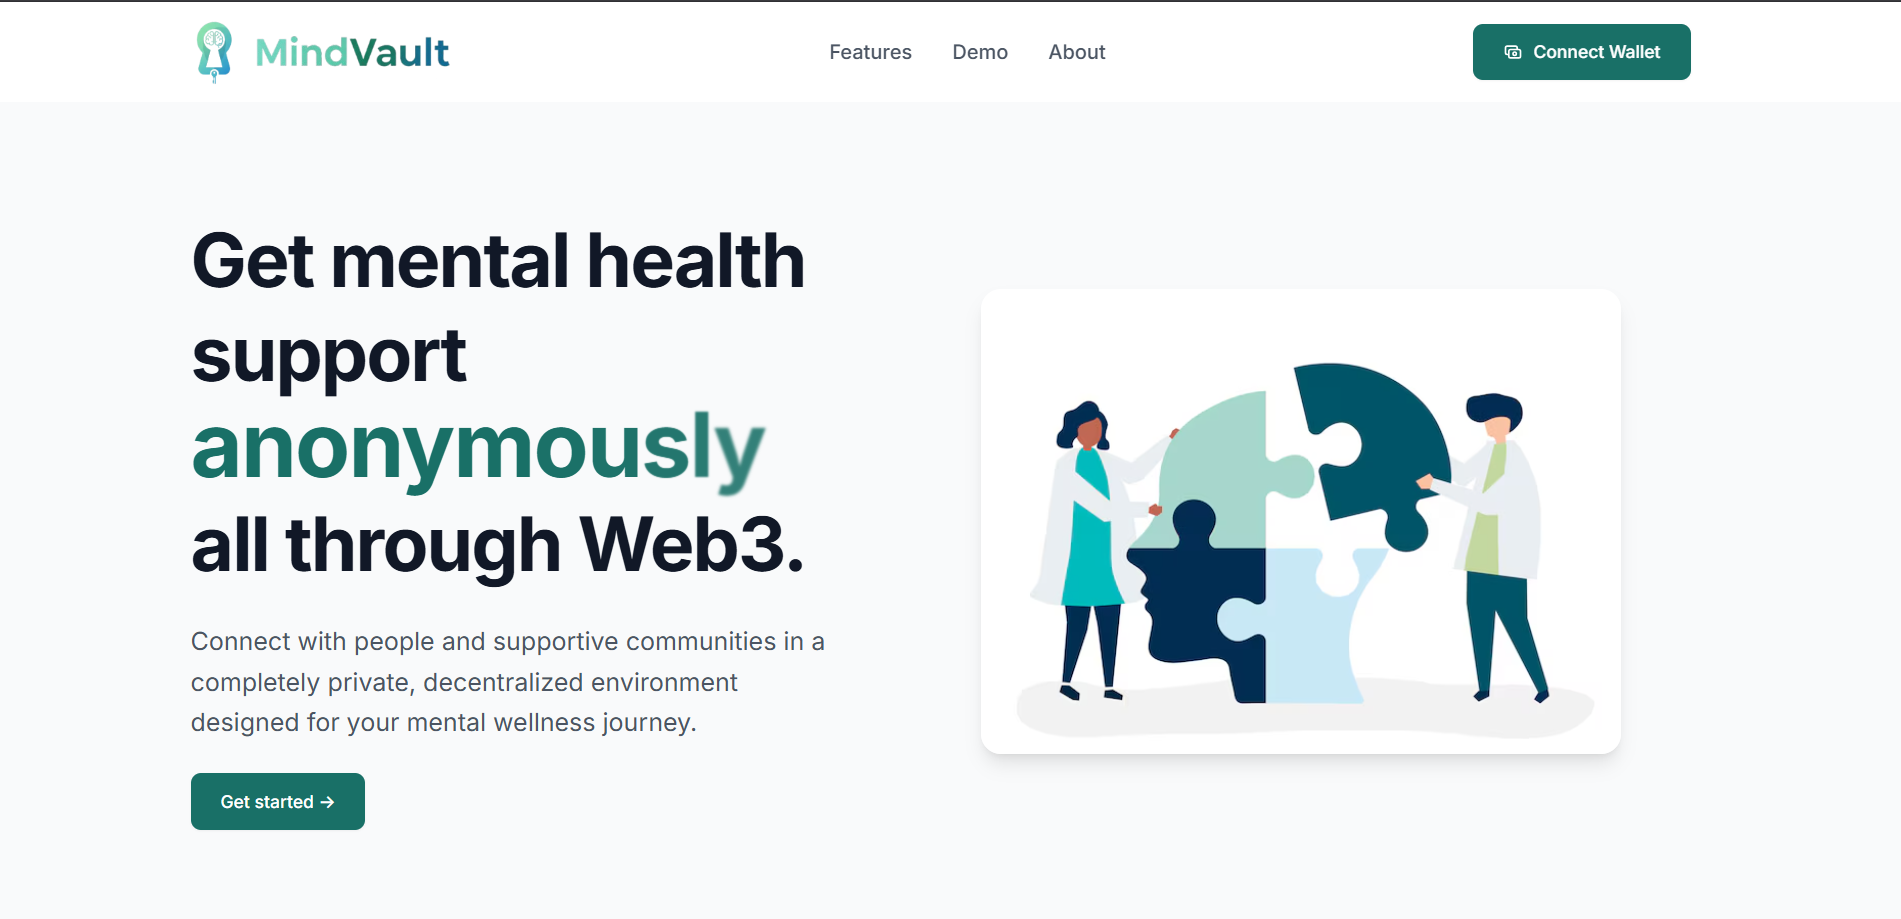 MindVault
Features
Demo
About
Connect Wallet
Get mental health
support
anonymously
all through Web3.
Connect with people and supportive communities in a
completely private, decentralized environment
designed for your mental wellness journey.
Get started →